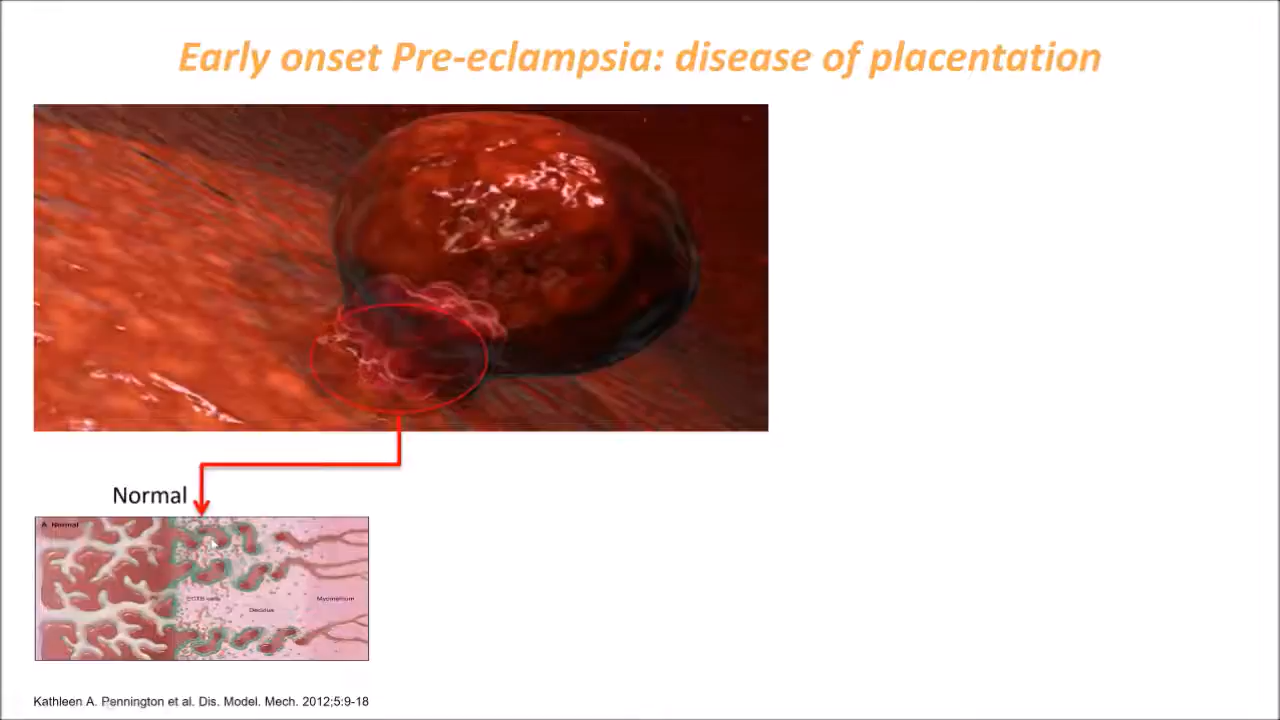 Early onset Pre-eclampsia: disease of placentation
Normal
A Normal
Decidua
Myometrium
Kathleen A. Pennington et al. Dis. Model. Mech. 2012;5:9-18